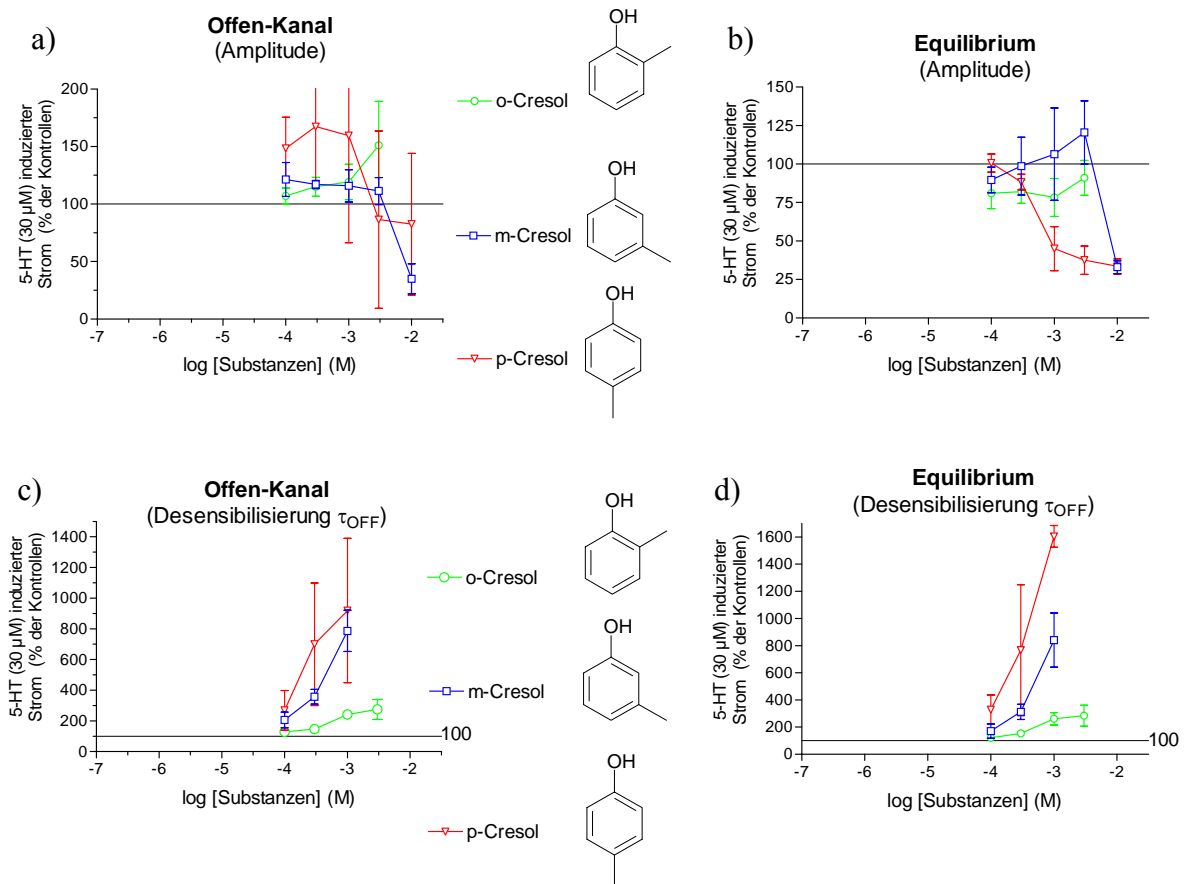 a)
Offen-Kanal
(Amplitude)
5-HT (30 µM) induzierter
Strom (% der Kontrollen)
200
150
100
50
0
-7
-6
-5
-4
-3
-2
log [Substanzen] (M)
OH
o-Cresol
OH
m-Cresol
OH
p-Cresol
b)
Equilibrium
(Amplitude)
5-HT (30 µM) induzierter
Strom (% der Kontrollen)
150
125
100
75
50
25
0
-7
-6
-5
-4
-3
-2
log [Substanzen] (M)
c)
Offen-Kanal
(Desensibilisierung τOFF)
5-HT (30 µM) induzierter
Strom (% der Kontrollen)
1400
1200
1000
800
600
400
200
0
100
-7
-6
-5
-4
-3
-2
log [Substanzen] (M)
OH
o-Cresol
OH
m-Cresol
OH
p-Cresol
d)
Equilibrium
(Desensibilisierung τOFF)
5-HT (30 µM) induzierter
Strom (% der Kontrollen)
1600
1400
1200
1000
800
600
400
200
0
100
-7
-6
-5
-4
-3
-2
log [Substanzen] (M)